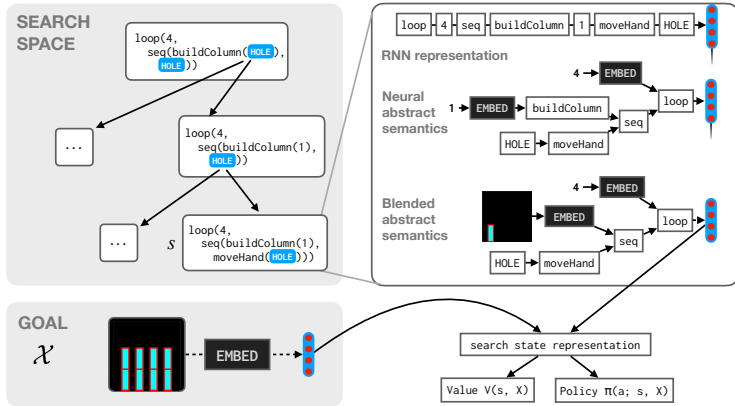 SEARCH
SPACE
loop(4,
seq(buildColumn(HOLE),
HOLE))
...
loop(4,
seq(buildColumn(1),
HOLE))
...
s
loop(4,
seq(buildColumn(1),
moveHand(HOLE)))
loop 4 seq buildColumn 1 moveHand HOLE
RNN representation
4 EMBED
Neural
abstract
semantics
1 EMBED buildColumn
loop
seq
HOLE moveHand
Blended
abstract
semantics
4 EMBED
EMBED
loop
seq
HOLE moveHand
GOAL
X
EMBED
search state representation
Value V(s, X)
Policy π(a; s, X)